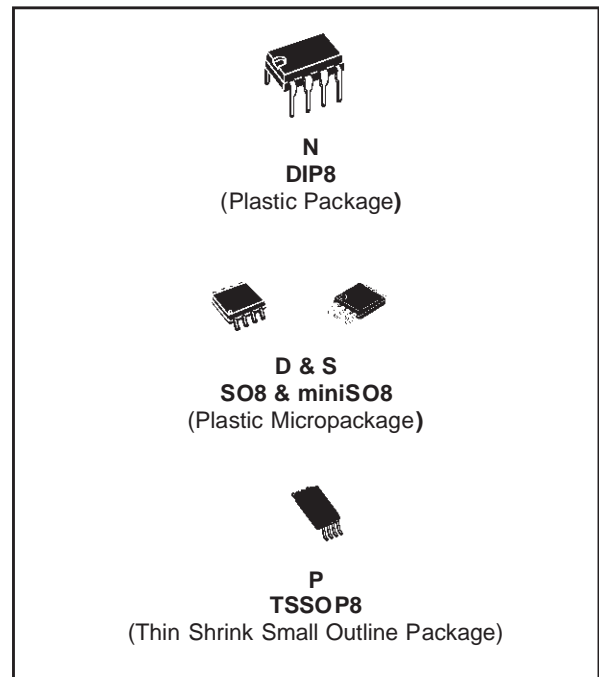 N
DIP8
(Plastic Package)
D & S
SO8 & miniSO8
(Plastic Micropackage)
P
TSSOP8
(Thin Shrink Small Outline Package)